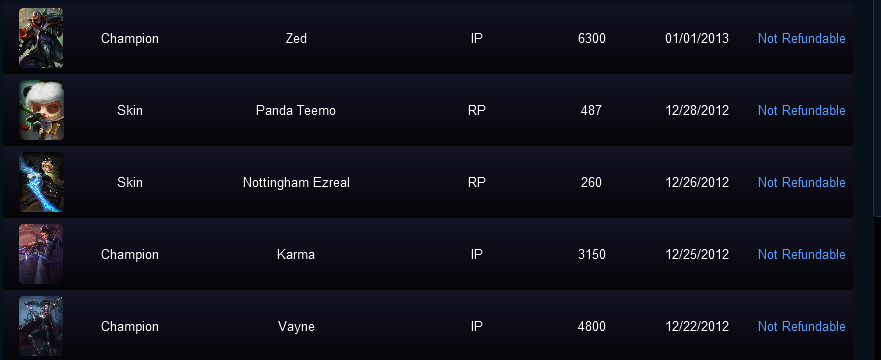 Champion Zed IP 6300 01/01/2013 Not Refundable
Skin Panda Teemo RP 487 12/28/2012 Not Refundable
Skin Nottingham Ezreal RP 260 12/26/2012 Not Refundable
Champion Karma IP 3150 12/25/2012 Not Refundable
Champion Vayne IP 4800 12/22/2012 Not Refundable